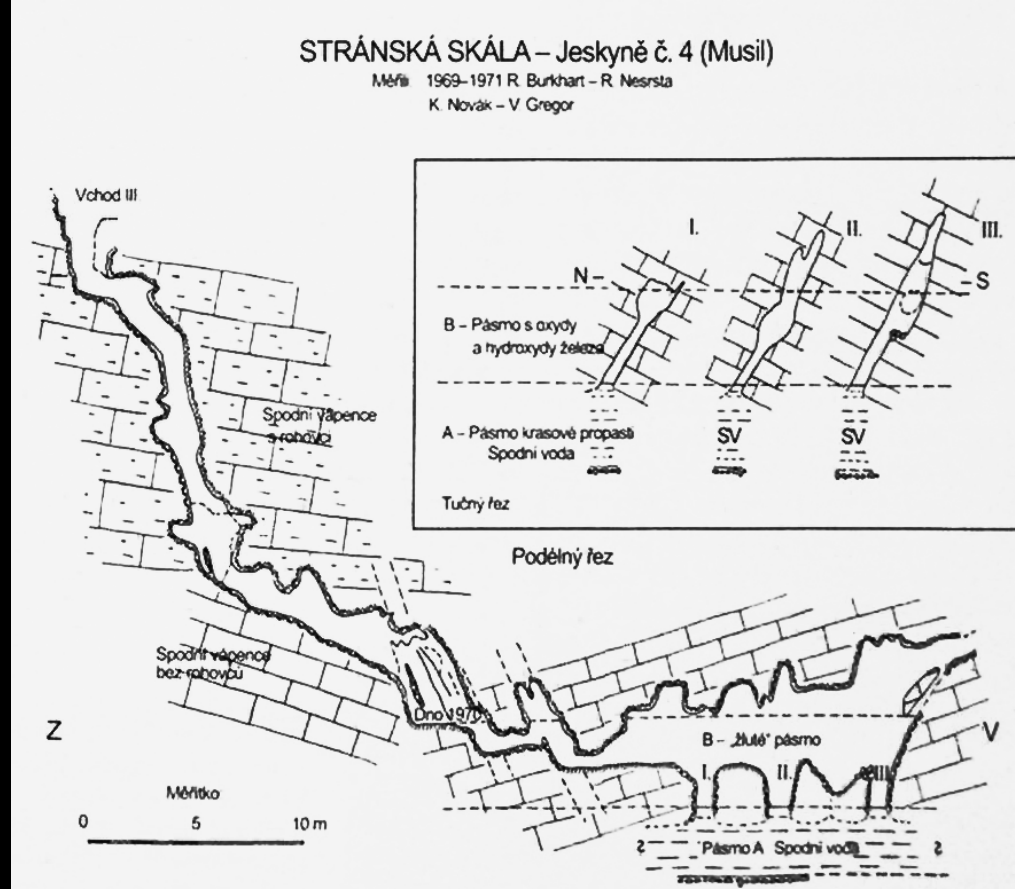 STRÁNSKÁ SKÁLA – Jeskyně č. 4 (Musil)
Měřili 1969–1971 R. Burkhart – R. Nesrsta
K. Novák – V. Gregor
Vchod III
I.
II.
III.
N –
– S
B – Pásmo s oxydy
a hydroxydy železa
A – Pásmo krasové propasti
Spodní voda
SV
SV
Tučný řez
Spodní vápence
s rohovci
Podélný řez
Spodní vápence
bez rohovců
Dno 1970
Z
V
B – „žluté“ pásmo
I.
II.
III.
Měřítko
0 5 10 m
Pásmo A Spodní voda
?
?